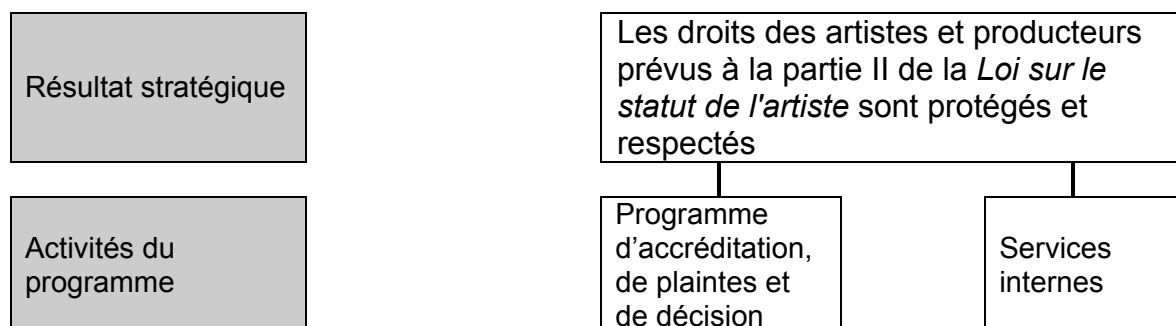 Résultat stratégique
Les droits des artistes et producteurs
prévus à la partie II de la Loi sur le
statut de l'artiste sont protégés et
respectés
Activités du
programme
Programme
d’accréditation,
de plaintes et
de décision
Services
internes